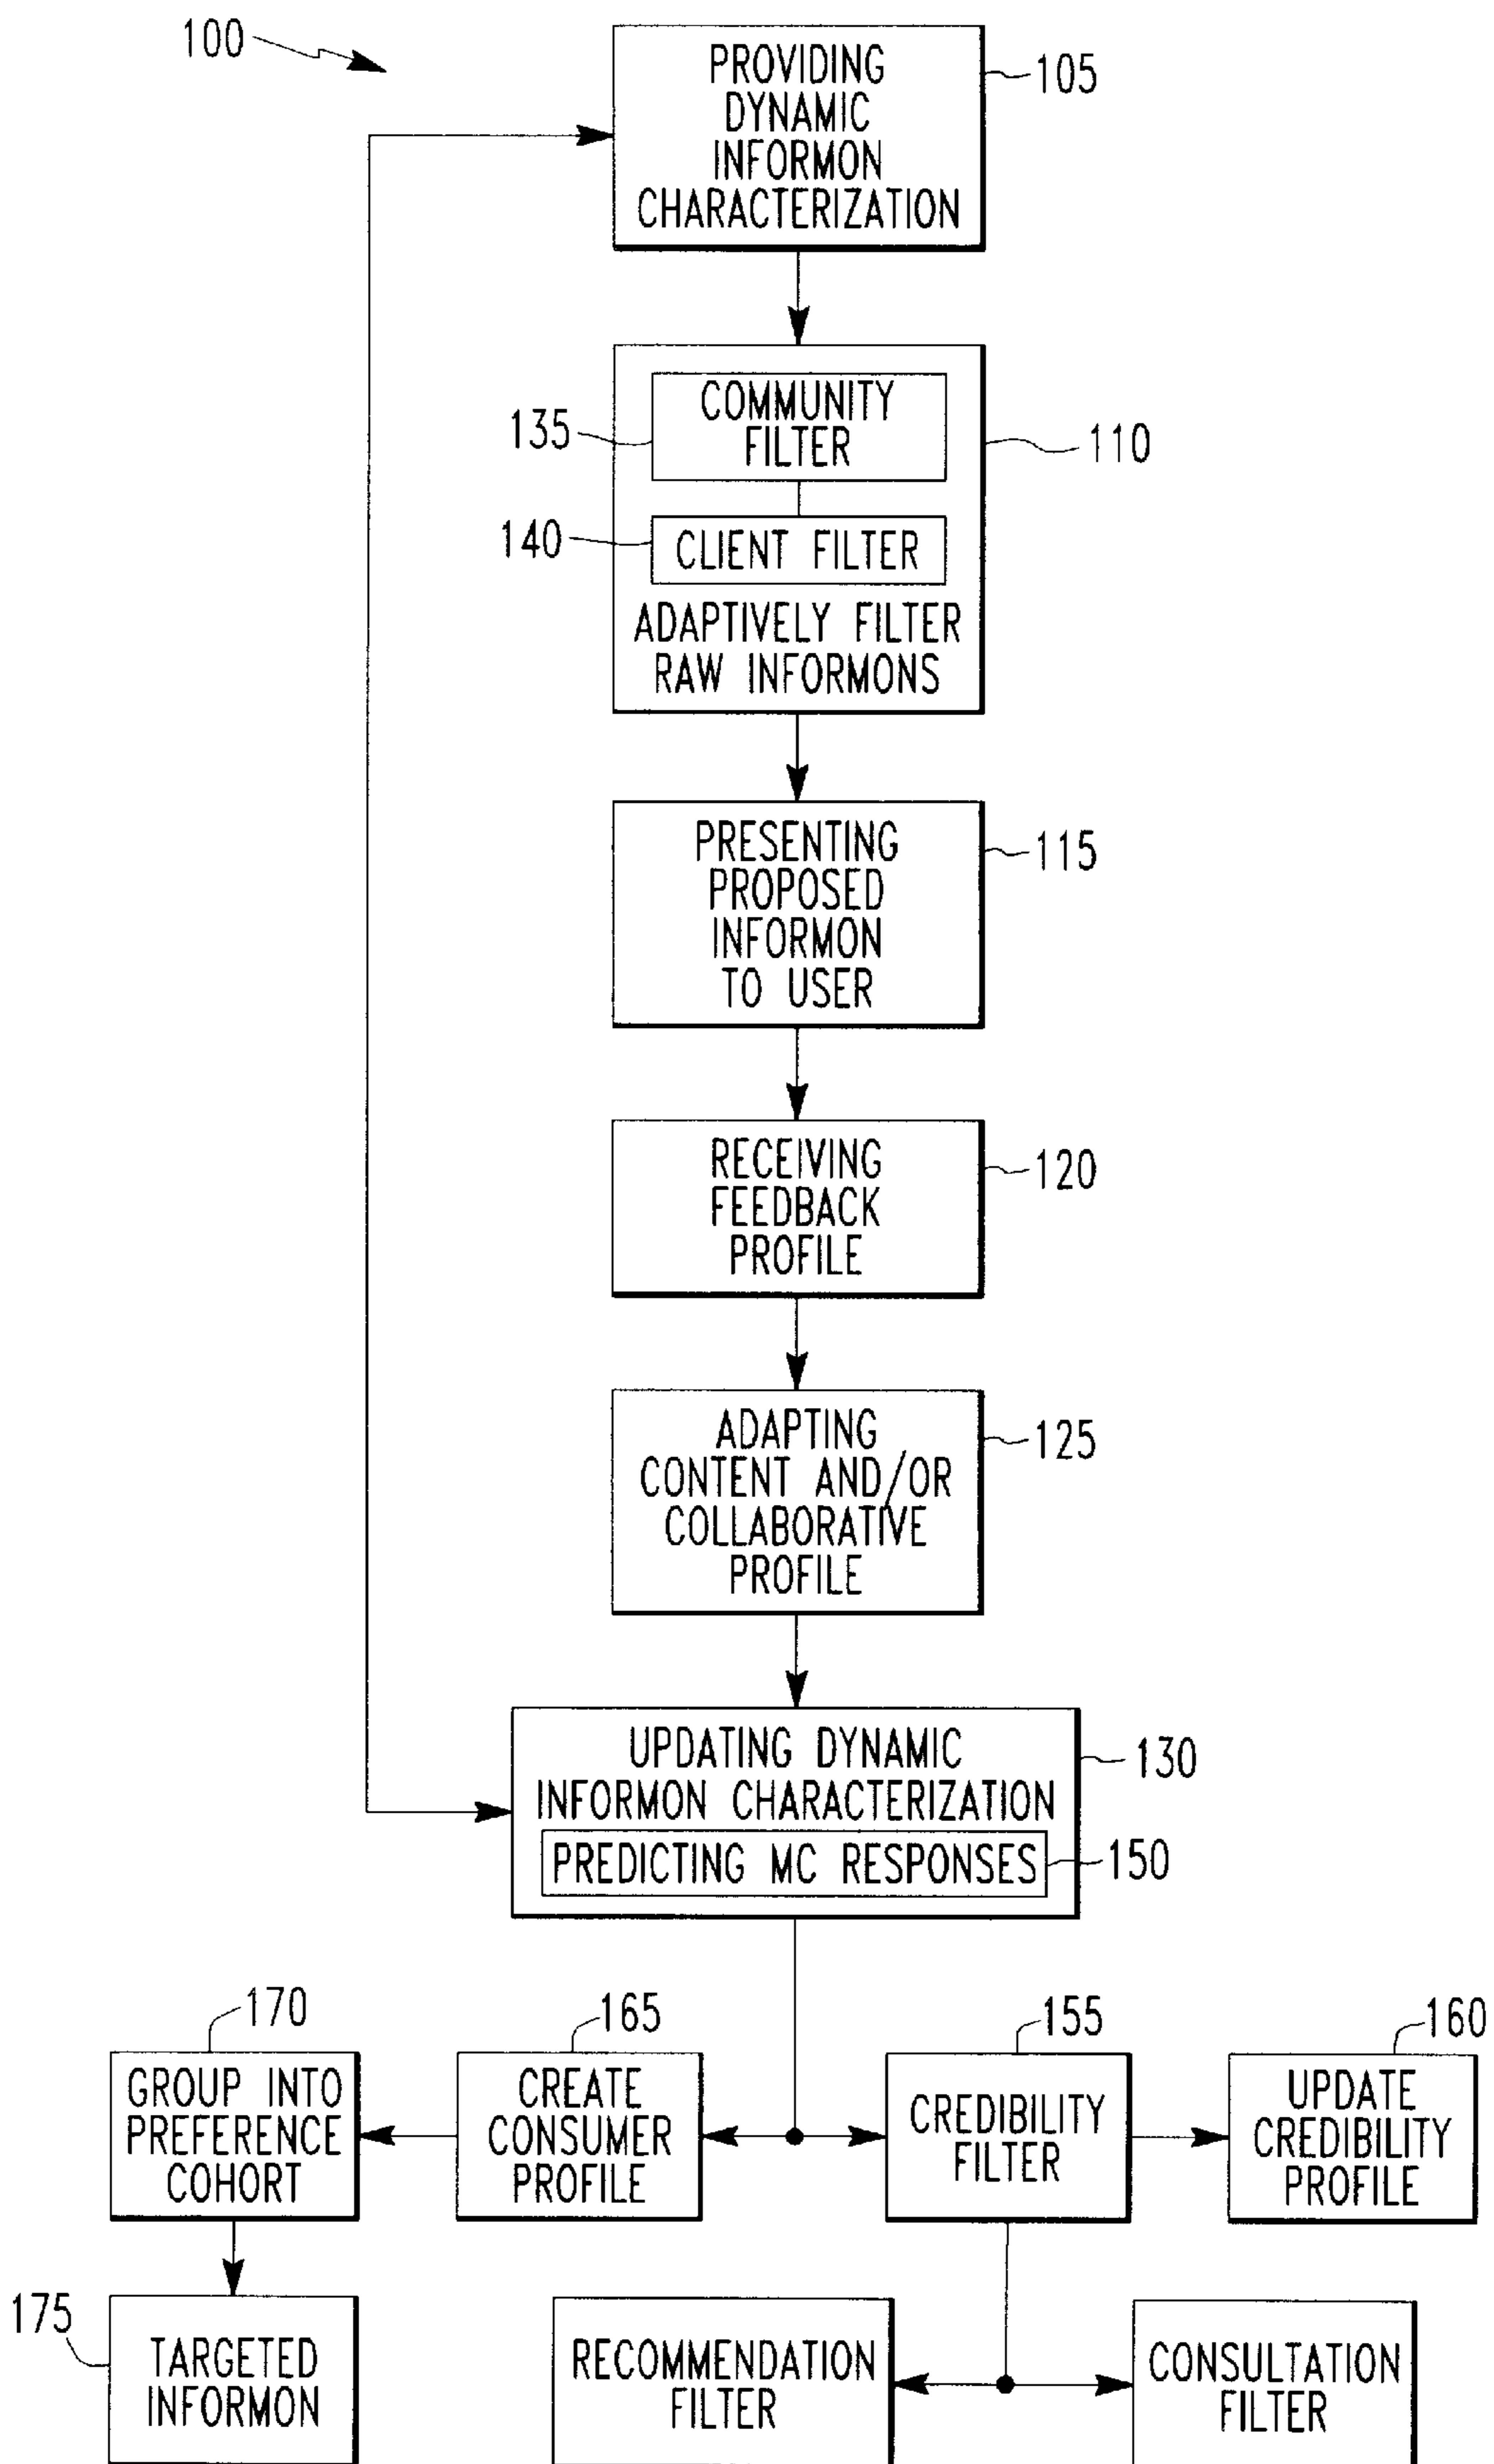 100
PROVIDING
DYNAMIC
INFORMON
CHARACTERIZATION
105
COMMUNITY
FILTER
135
110
140
CLIENT FILTER
ADAPTIVELY FILTER
RAW INFORMONS
PRESENTING
PROPOSED
INFORMON
TO USER
115
RECEIVING
FEEDBACK
PROFILE
120
ADAPTING
CONTENT AND/OR
COLLABORATIVE
PROFILE
125
UPDATING DYNAMIC
INFORMON CHARACTERIZATION
130
PREDICTING MC RESPONSES
150
170
GROUP INTO
PREFERENCE
COHORT
165
CREATE
CONSUMER
PROFILE
155
CREDIBILITY
FILTER
160
UPDATE
CREDIBILITY
PROFILE
175
TARGETED
INFORMON
RECOMMENDATION
FILTER
CONSULTATION
FILTER